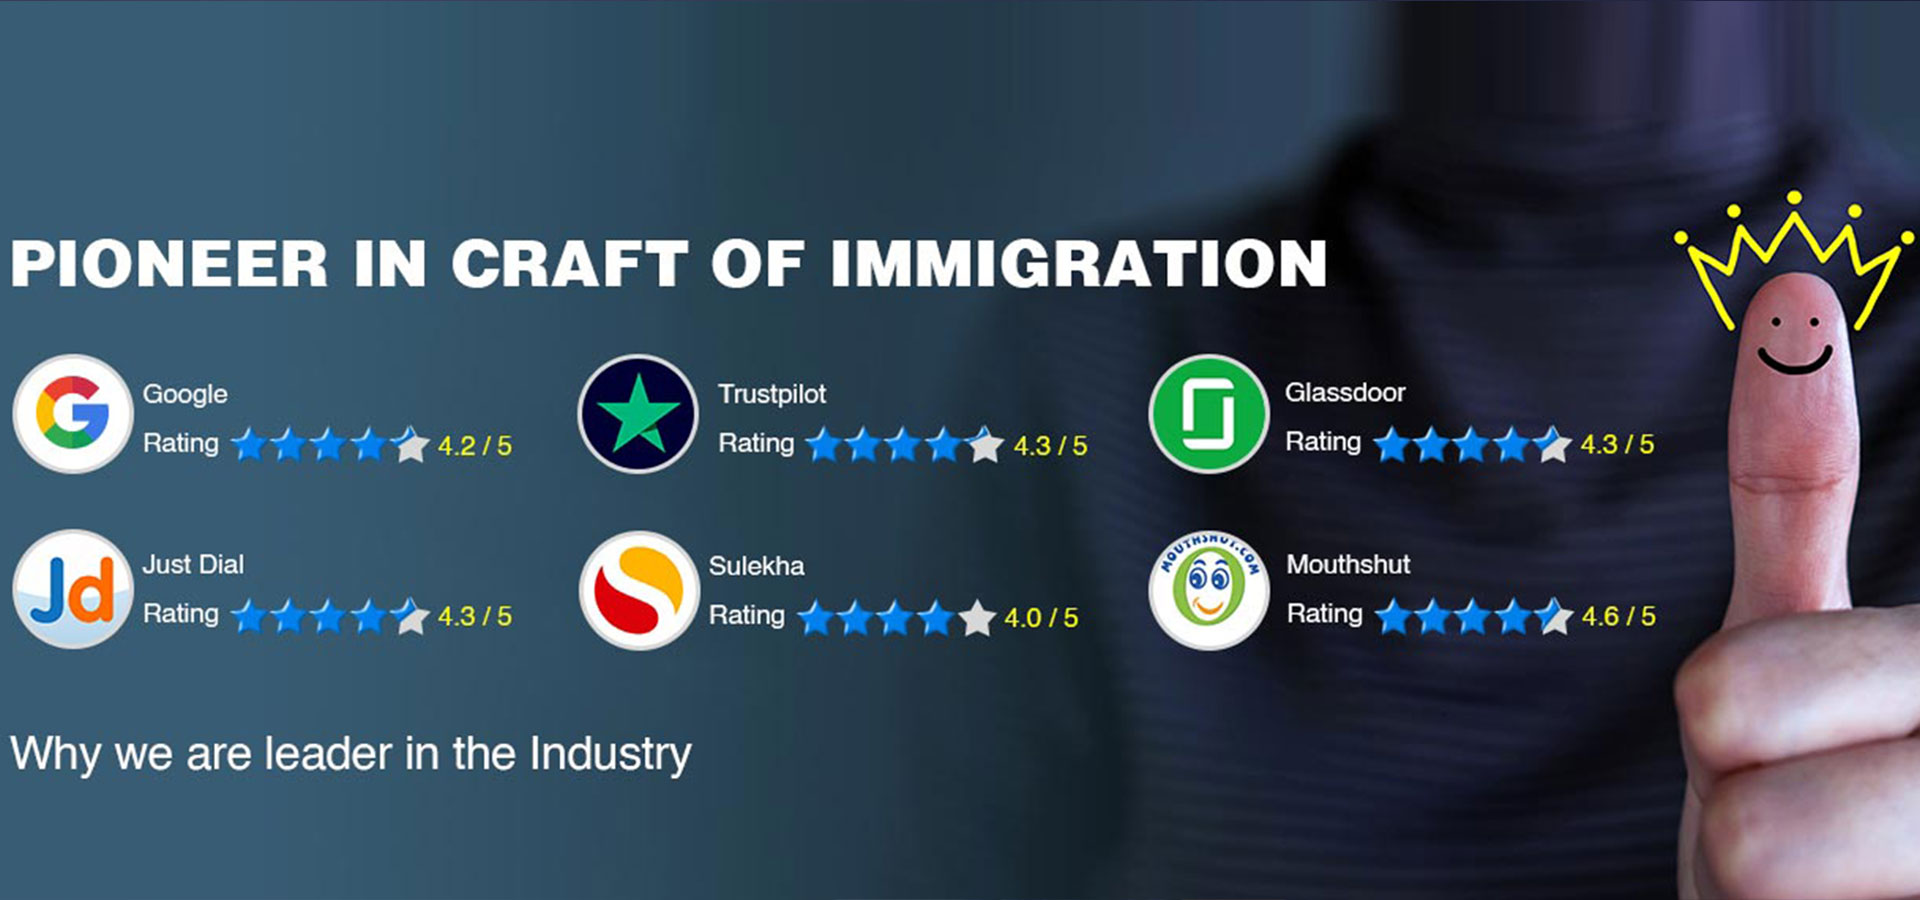 PIONEER IN CRAFT OF IMMIGRATION
Google
Rating 4.2 / 5
Trustpilot
Rating 4.3 / 5
Glassdoor
Rating 4.3 / 5
Jd
Just Dial
Rating 4.3 / 5
Sulekha
Rating 4.0 / 5
MOUTHSHUT.COM
Mouthshut
Rating 4.6 / 5
Why we are leader in the Industry